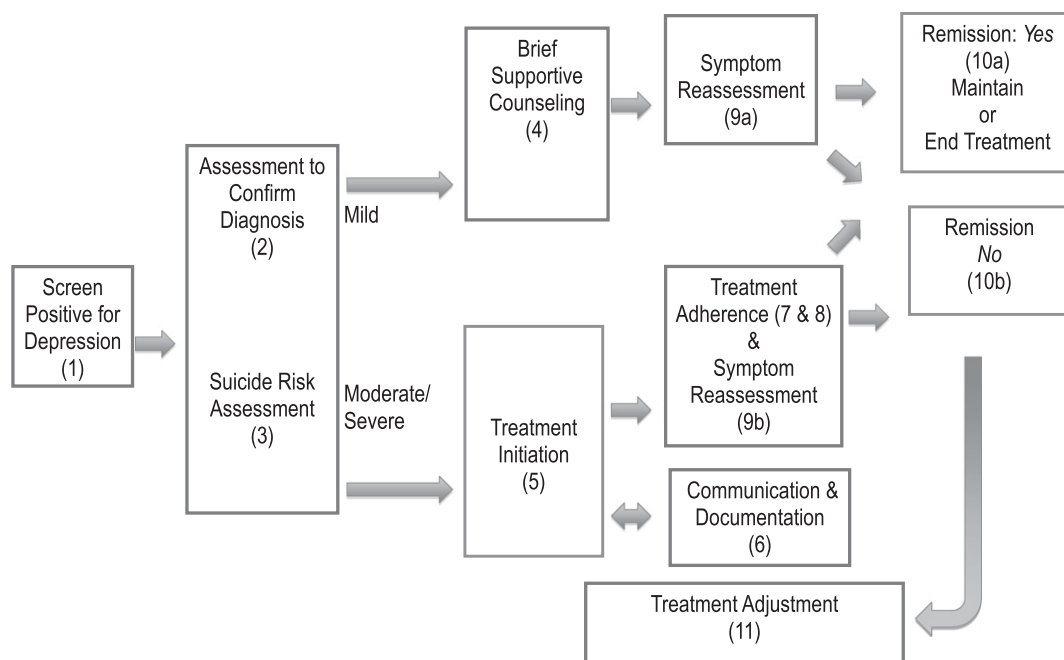 Screen
Positive for
Depression
(1)
Assessment to
Confirm
Diagnosis
(2)
Suicide Risk
Assessment
(3)
Mild
Moderate/
Severe
Brief
Supportive
Counseling
(4)
Treatment
Initiation
(5)
Symptom
Reassessment
(9a)
Treatment
Adherence (7 & 8)
&
Symptom
Reassessment
(9b)
Communication &
Documentation
(6)
Remission: Yes
(10a)
Maintain
or
End Treatment
Remission
No
(10b)
Treatment Adjustment
(11)